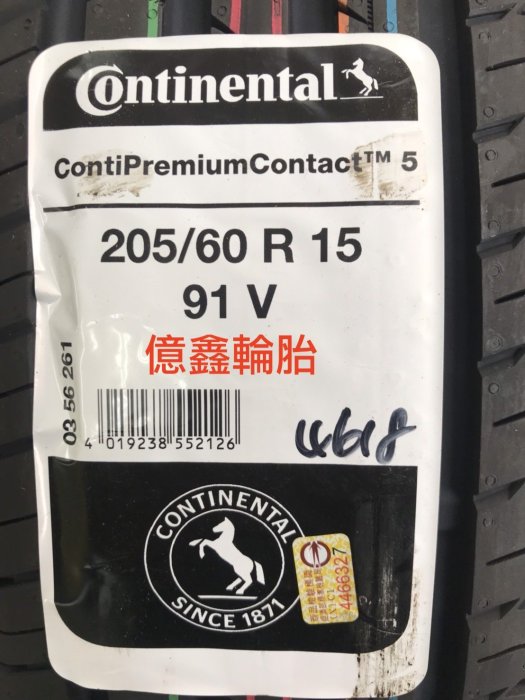 Continental
ContiPremiumContact™ 5
205/60 R 15
91 V
億鑫輪胎
03 56 261
4 019238 552126
4618
CONTINENTAL
SINCE 1871
4466327